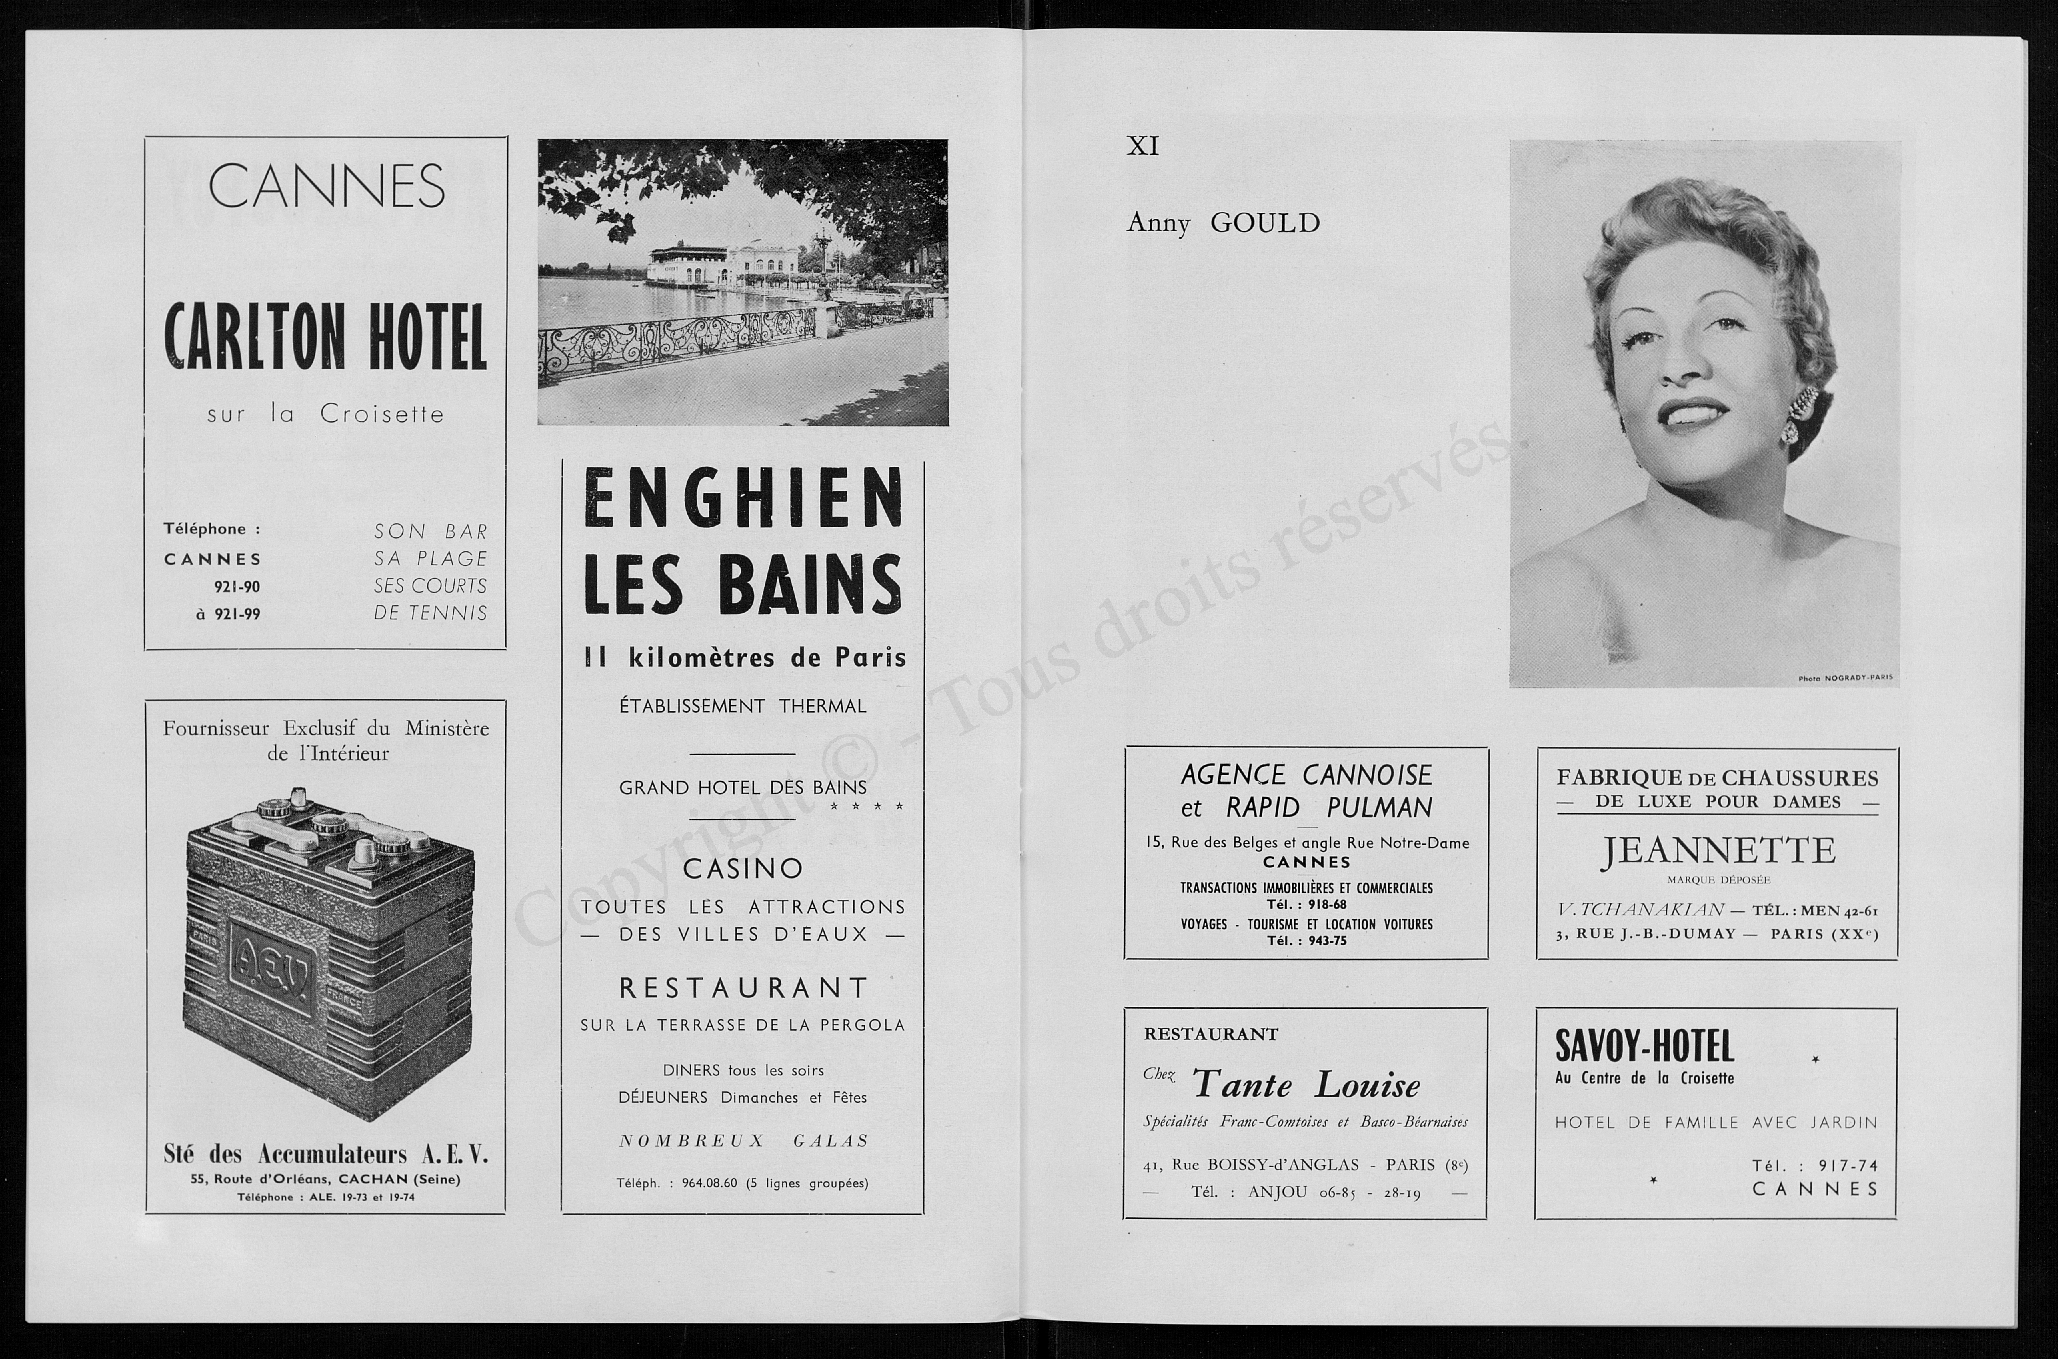 CANNES
CARLTON HOTEL
sur la Croisette
Téléphone :
CANNES
921-90
à 921-99
SON BAR
SA PLAGE
SES COURTS
DE TENNIS
Fournisseur Exclusif du Ministère
de l'Intérieur
PARIS
A.E.V.
FRANCE
Sté des Accumulateurs A. E. V.
55, Route d'Orléans, CACHAN (Seine)
Téléphone : ALE. 19-73 et 19-74
ENGHIEN
LES BAINS
11 kilomètres de Paris
ÉTABLISSEMENT THERMAL
GRAND HOTEL DES BAINS
* * * *
CASINO
TOUTES LES ATTRACTIONS
— DES VILLES D'EAUX —
RESTAURANT
SUR LA TERRASSE DE LA PERGOLA
DINERS tous les soirs
DÉJEUNERS Dimanches et Fêtes
NOMBREUX GALAS
Téléph. : 964.08.60 (5 lignes groupées)
XI
Anny GOULD
Photo NOGRADY-PARIS
AGENCE CANNOISE
et RAPID PULMAN
15, Rue des Belges et angle Rue Notre-Dame
CANNES
TRANSACTIONS IMMOBILIÈRES ET COMMERCIALES
Tél. : 918-68
VOYAGES - TOURISME ET LOCATION VOITURES
Tél. : 943-75
FABRIQUE DE CHAUSSURES
— DE LUXE POUR DAMES —
JEANNETTE
MARQUE DÉPOSÉE
V. TCHANAKIAN — TÉL. : MEN 42-61
3, RUE J.-B.-DUMAY — PARIS (XXe)
RESTAURANT
Chez Tante Louise
Spécialités Franc-Comtoises et Basco-Béarnaises
41, Rue BOISSY-d'ANGLAS - PARIS (8e)
— Tél. : ANJOU 06-85 - 28-19 —
SAVOY-HOTEL
Au Centre de la Croisette
HOTEL DE FAMILLE AVEC JARDIN
Tél. : 917-74
CANNES
Copyright © - Tous droits réservés.